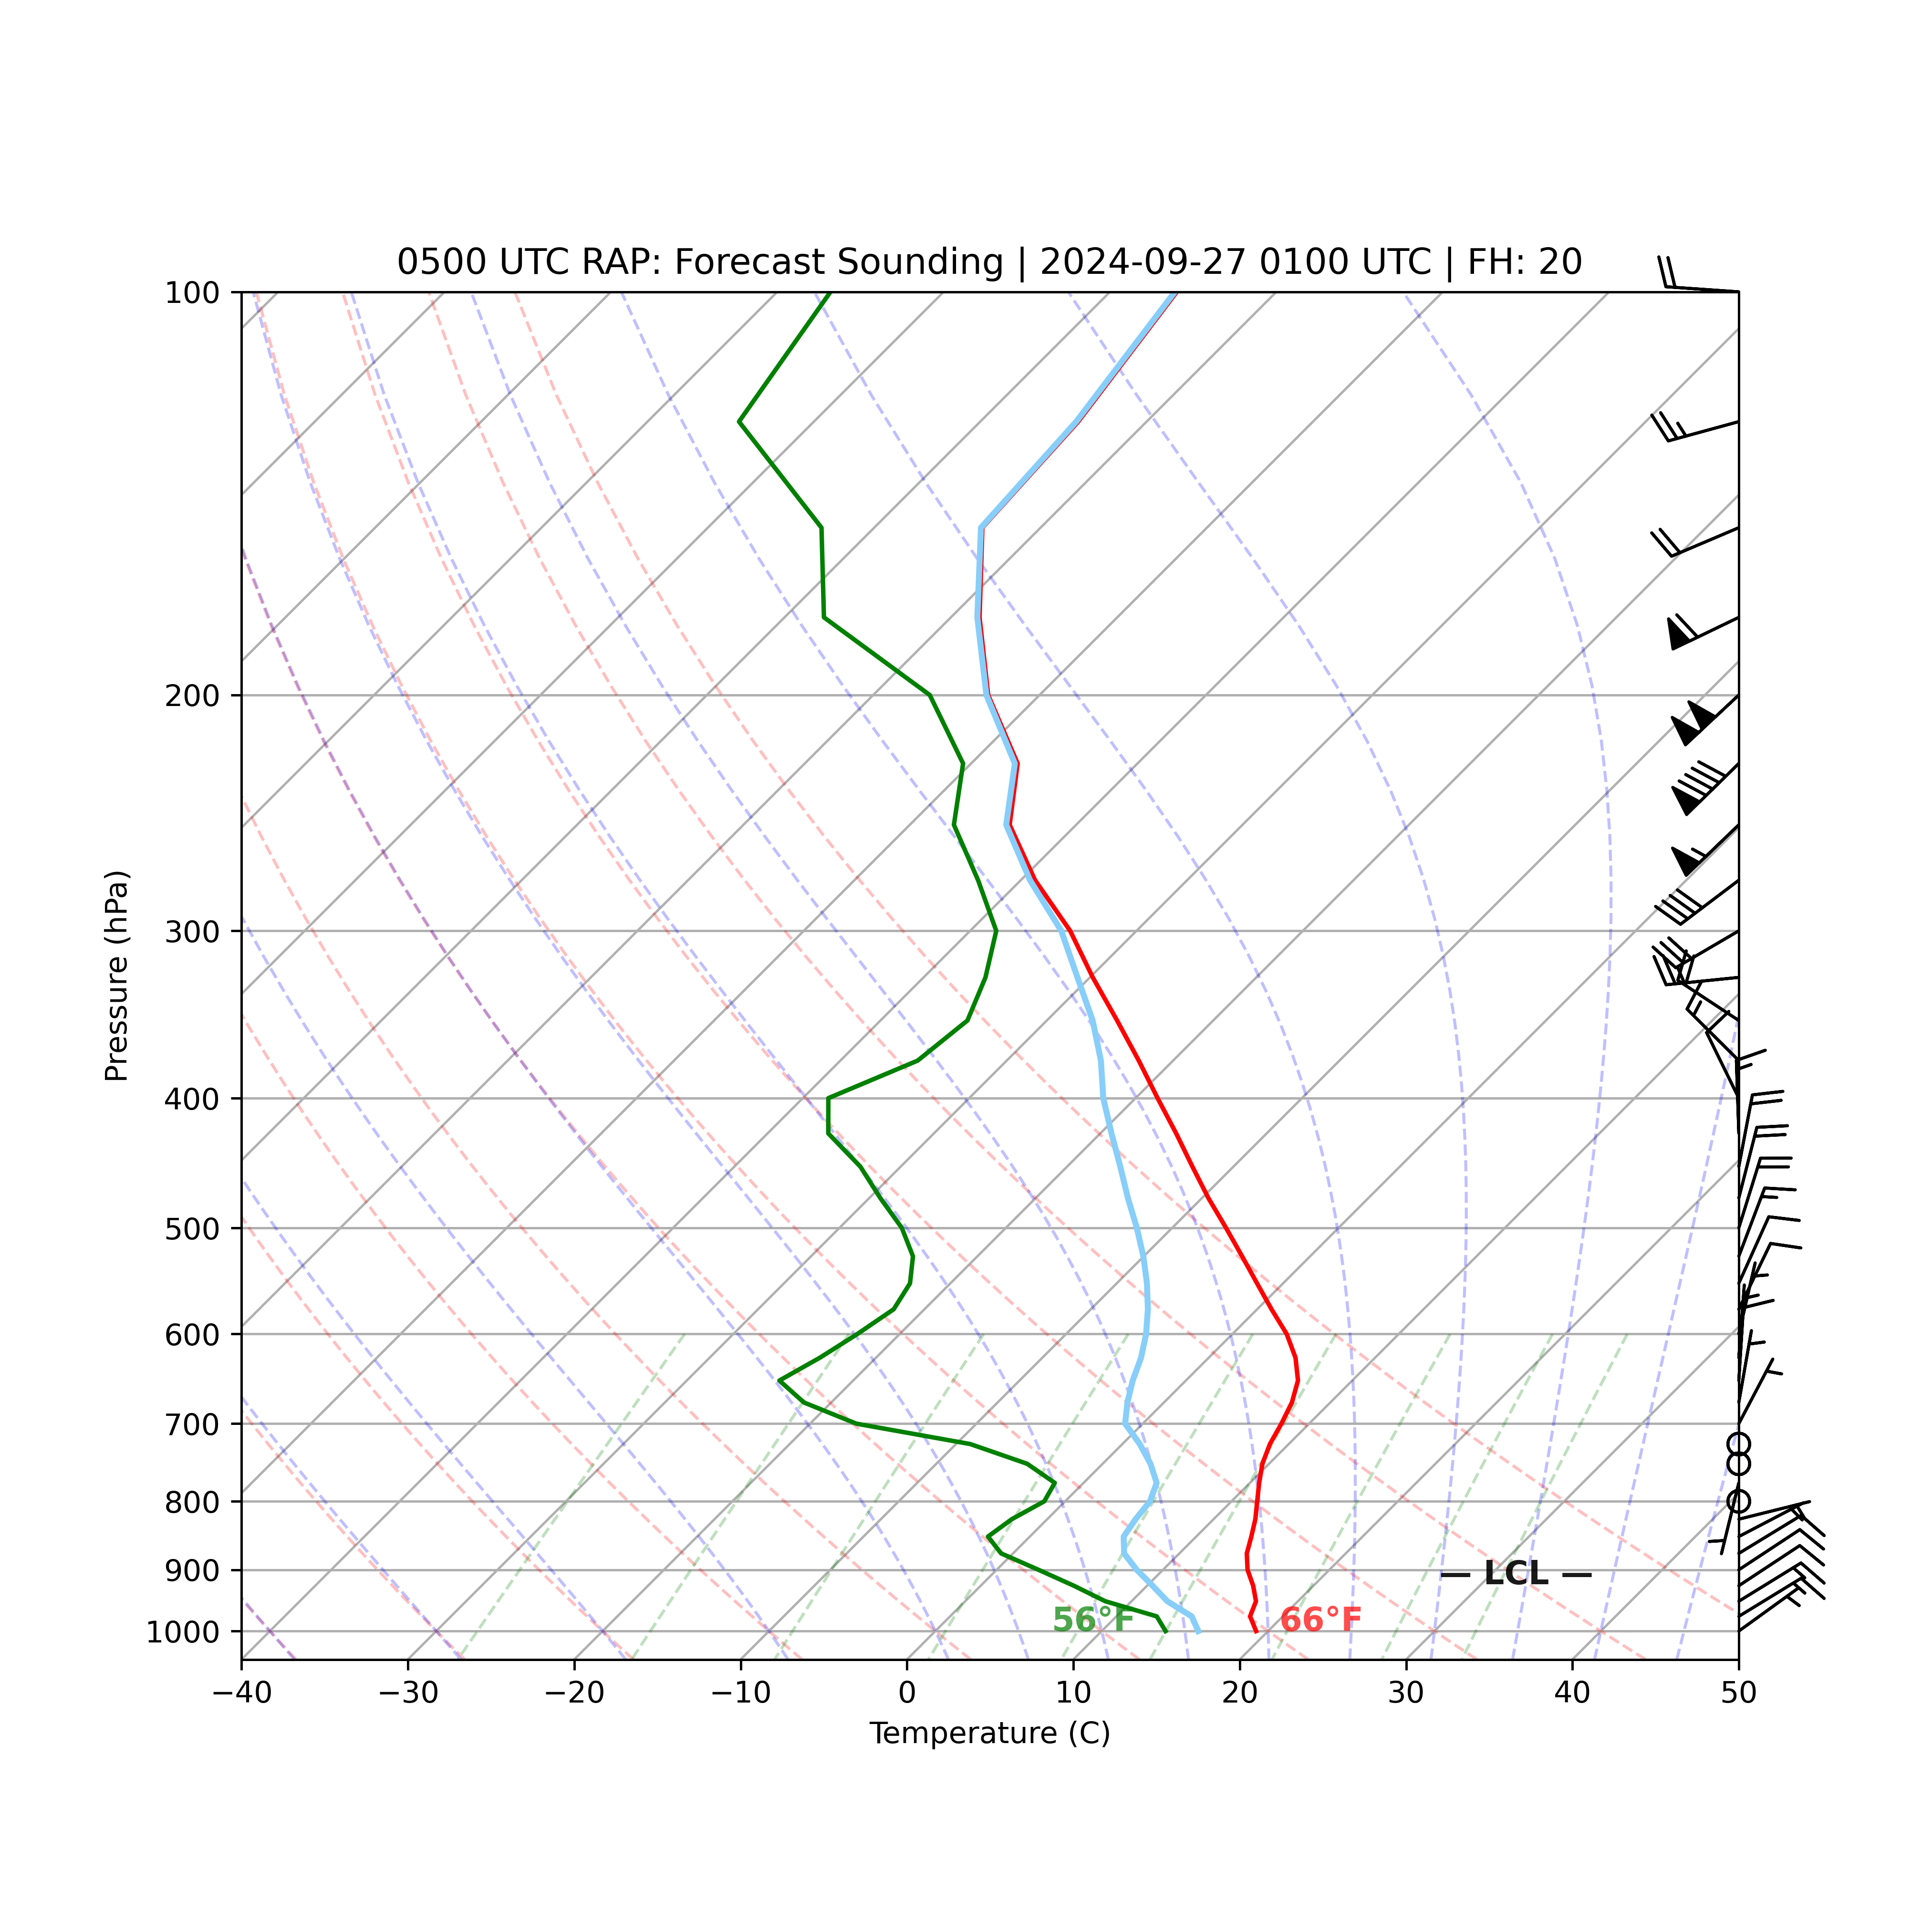 0500 UTC RAP: Forecast Sounding | 2024-09-27 0100 UTC | FH: 20
100
200
300
400
500
600
700
800
900
1000
Pressure (hPa)
— LCL —
56°F
66°F
−40 −30 −20 −10 0 10 20 30 40 50
Temperature (C)